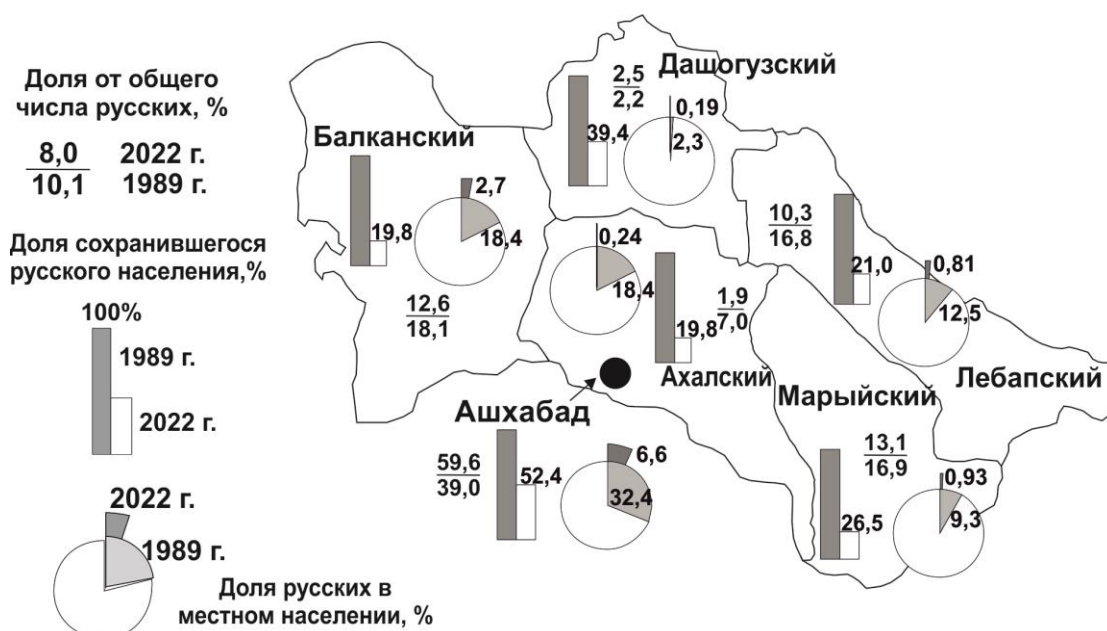 Доля от общего
числа русских, %
8,0 2022 г.
10,1 1989 г.
Доля сохранившегося
русского населения,%
100%
1989 г.
2022 г.
2022 г.
1989 г.
Доля русских в
местном населении, %
Балканский
19,8
2,7
18,4
12,6
18,1
Дашогузский
2,5
2,2
39,4
0,19
2,3
0,24
18,4
19,8
1,9
7,0
Ахалский
10,3
16,8
21,0
0,81
12,5
Лебапский
Ашхабад
59,6
39,0
52,4
6,6
32,4
Марыйский
13,1
16,9
26,5
0,93
9,3